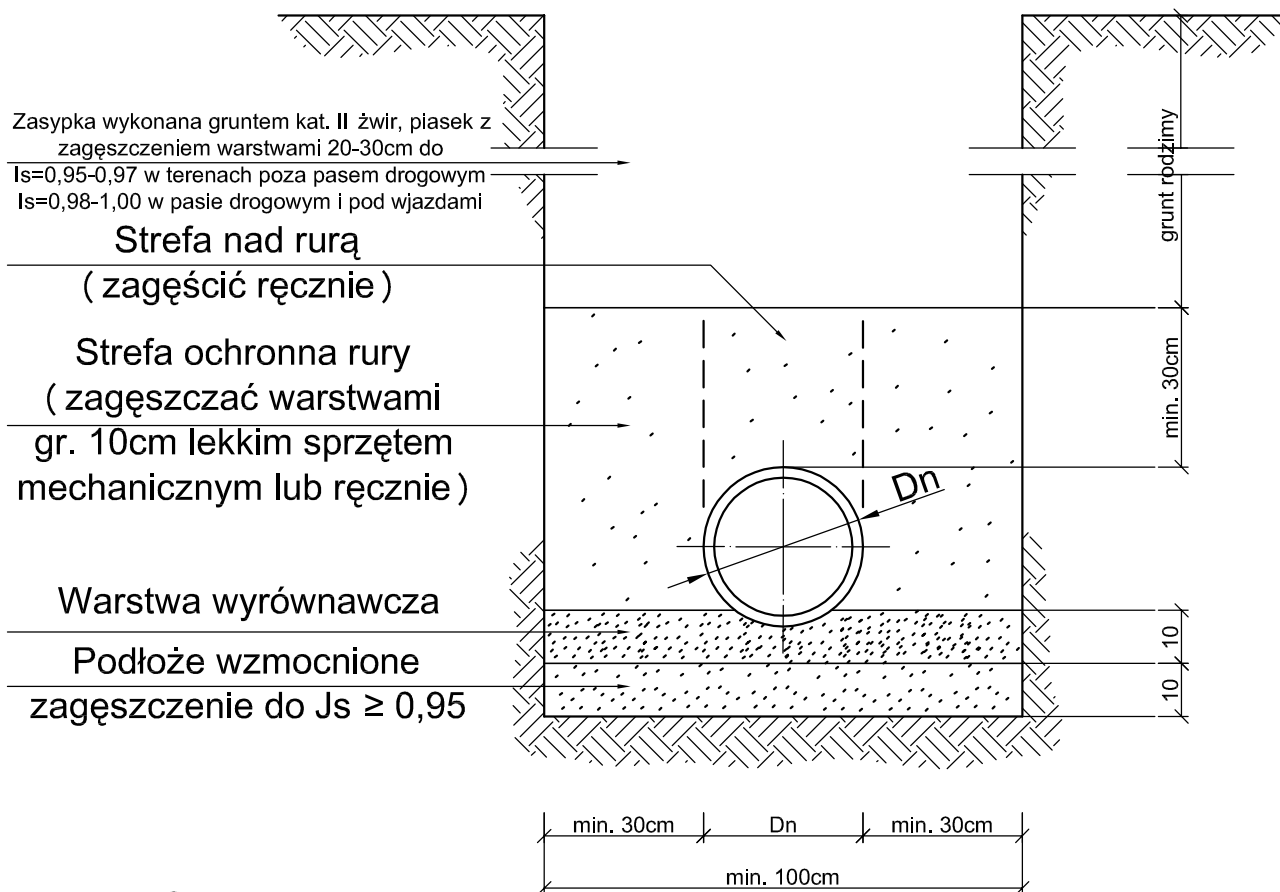 Zasypka wykonana gruntem kat. II żwir, piasek z
zagęszczeniem warstwami 20-30cm do
Is=0,95-0,97 w terenach poza pasem drogowym
Is=0,98-1,00 w pasie drogowym i pod wjazdami
Strefa nad rurą
(zagęścić ręcznie)
Strefa ochronna rury
(zagęszczać warstwami
gr. 10cm lekkim sprzętem
mechanicznym lub ręcznie)
Warstwa wyrównawcza
Podłoże wzmocnione
zagęszczenie do Js ≥ 0,95
Dn
grunt rodzimy
min. 30cm
10
10
min. 30cm
Dn
min. 30cm
min. 100cm